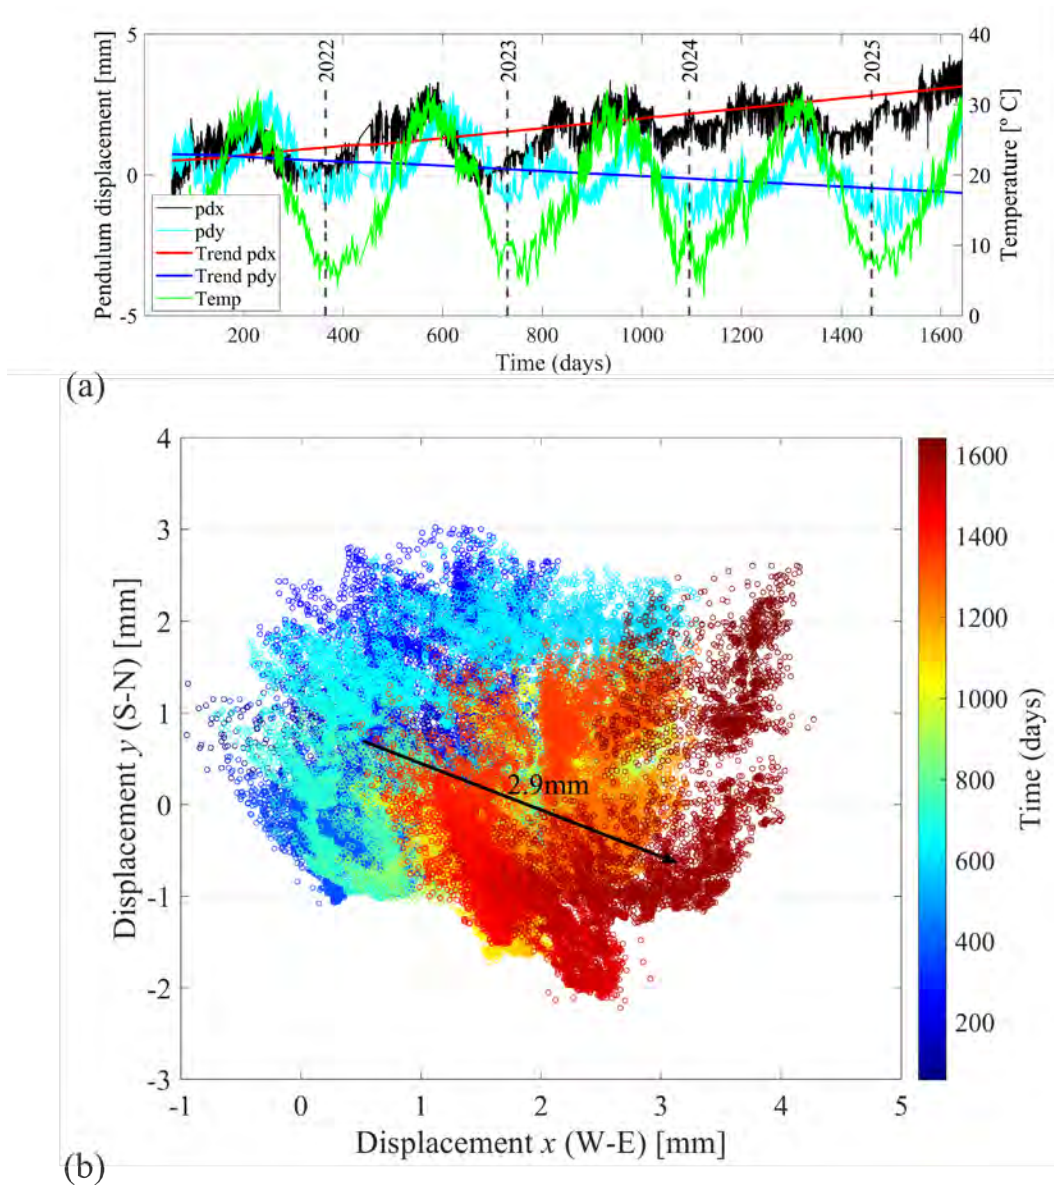 5
0
-5
Pendulum displacement [mm]
2022
2023
2024
2025
40
30
20
10
0
Temperature [° C]
pdx
pdy
Trend pdx
Trend pdy
Temp
200 400 600 800 1000 1200 1400 1600
Time (days)
(a)
4
3
2
1
0
-1
-2
-3
Displacement y (S-N) [mm]
2.9mm
-1 0 1 2 3 4 5
Displacement x (W-E) [mm]
1600
1400
1200
1000
800
600
400
200
Time (days)
(b)